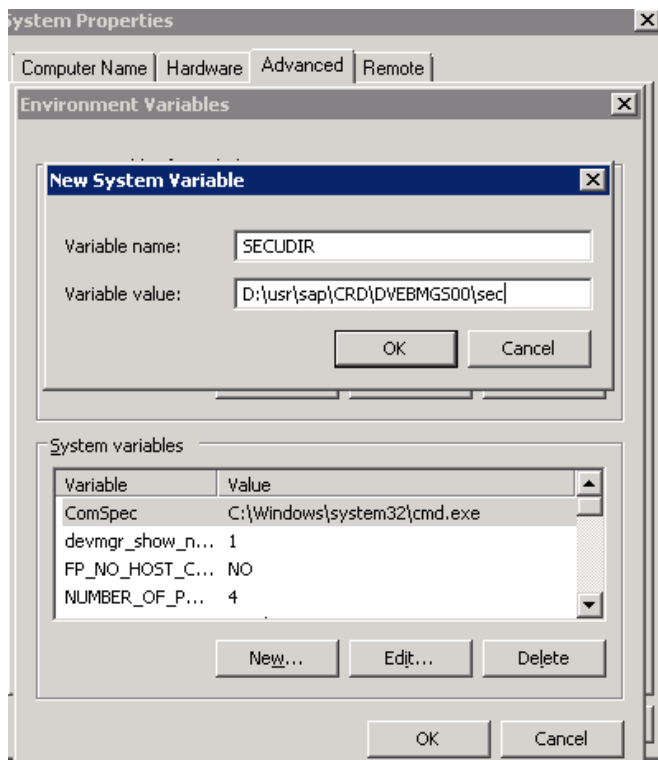 System Properties
Computer Name Hardware Advanced Remote
Environment Variables
New System Variable
Variable name: SECUDIR
Variable value: D:\usr\sap\CRD\DVEBMGS00\sec
OK Cancel
System variables
Variable Value
ComSpec C:\Windows\system32\cmd.exe
devmgr_show_n... 1
FP_NO_HOST_C... NO
NUMBER_OF_P... 4
New... Edit... Delete
OK Cancel